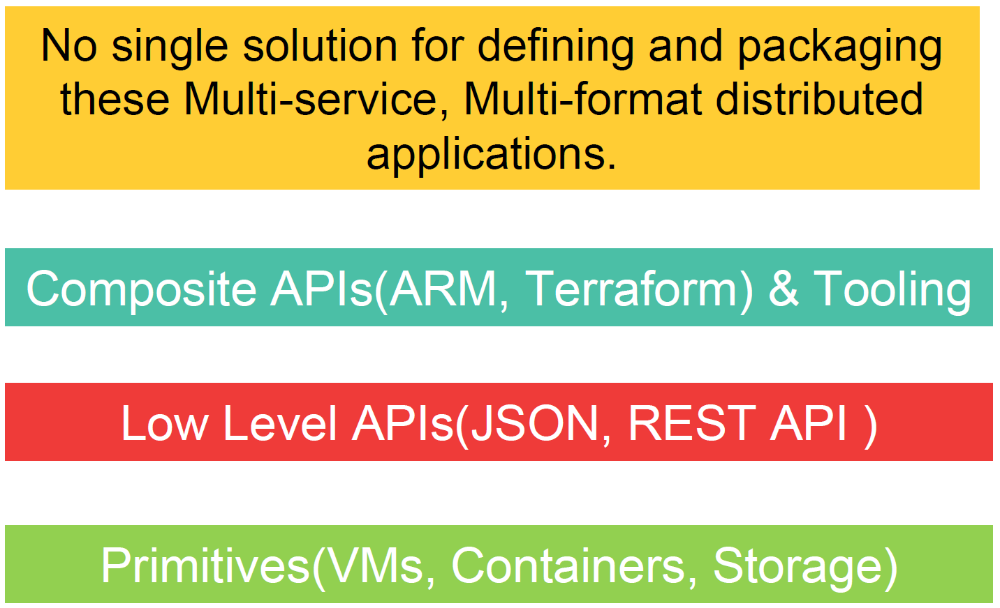 No single solution for defining and packaging
these Multi-service, Multi-format distributed
applications.
Composite APIs(ARM, Terraform) & Tooling
Low Level APIs(JSON, REST API )
Primitives(VMs, Containers, Storage)